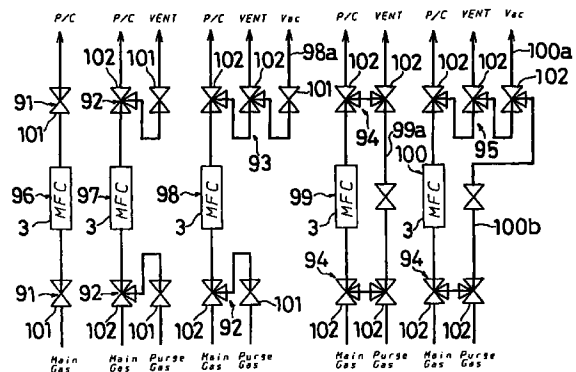 P/C P/C VENT P/C VENT Vac P/C VENT P/C VENT Vac
102 101 102 102 98a 102 102 102 102 100a
91 92 101 102
101 93 94 99a 95
96 97 98 99 100
MFC MFC MFC MFC MFC
3 3 3 3 3
100b
94 94
91 92
101 102 101 102 92 101 102 102 102 102
Main Gas Main Gas Purge Gas Main Gas Purge Gas Main Gas Purge Gas Main Gas Purge Gas